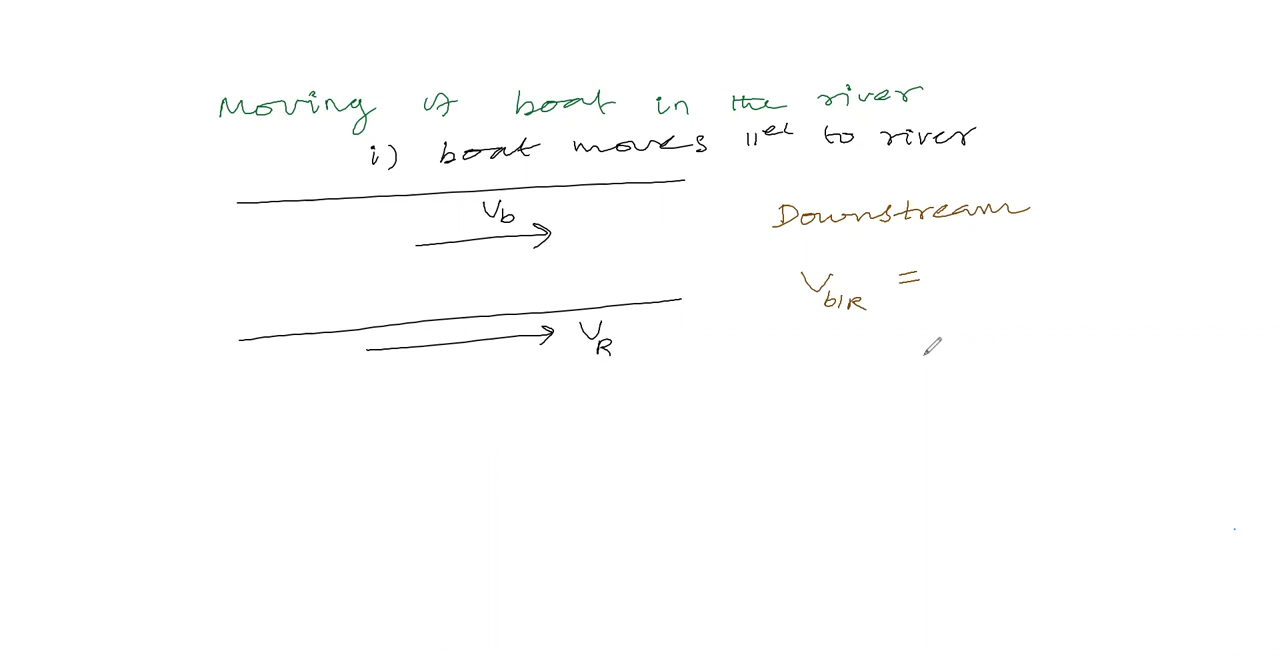 Moving of boat in the river
i) boat moves ||el to river
Vb
Downstream
Vb/R =
VR